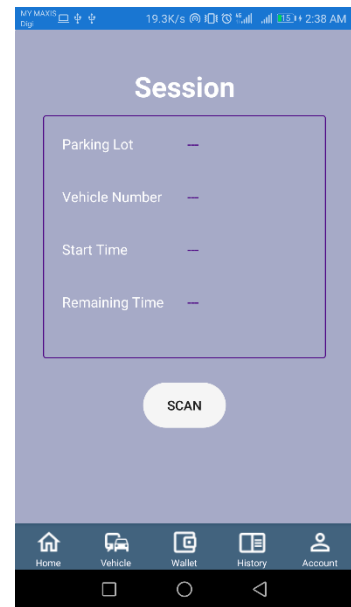 MY MAXIS
Digi 19.3K/s 15 2:38 AM
Session
Parking Lot ---
Vehicle Number ---
Start Time ---
Remaining Time ---
SCAN
Home Vehicle Wallet History Account